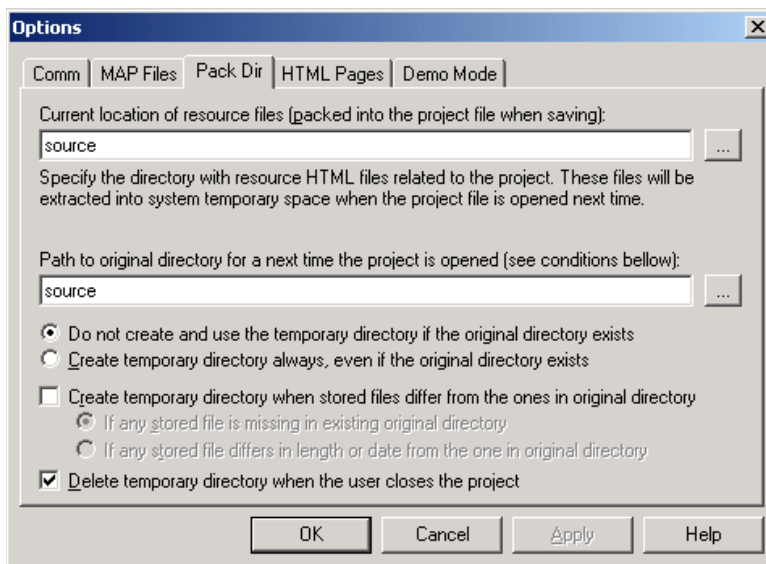 Options
Comm
MAP Files
Pack Dir
HTML Pages
Demo Mode
Current location of resource files (packed into the project file when saving):
source
...
Specify the directory with resource HTML files related to the project. These files will be
extracted into system temporary space when the project file is opened next time.
Path to original directory for a next time the project is opened (see conditions bellow):
source
...
Do not create and use the temporary directory if the original directory exists
Create temporary directory always, even if the original directory exists
Create temporary directory when stored files differ from the ones in original directory
If any stored file is missing in existing original directory
If any stored file differs in length or date from the one in original directory
Delete temporary directory when the user closes the project
OK
Cancel
Apply
Help